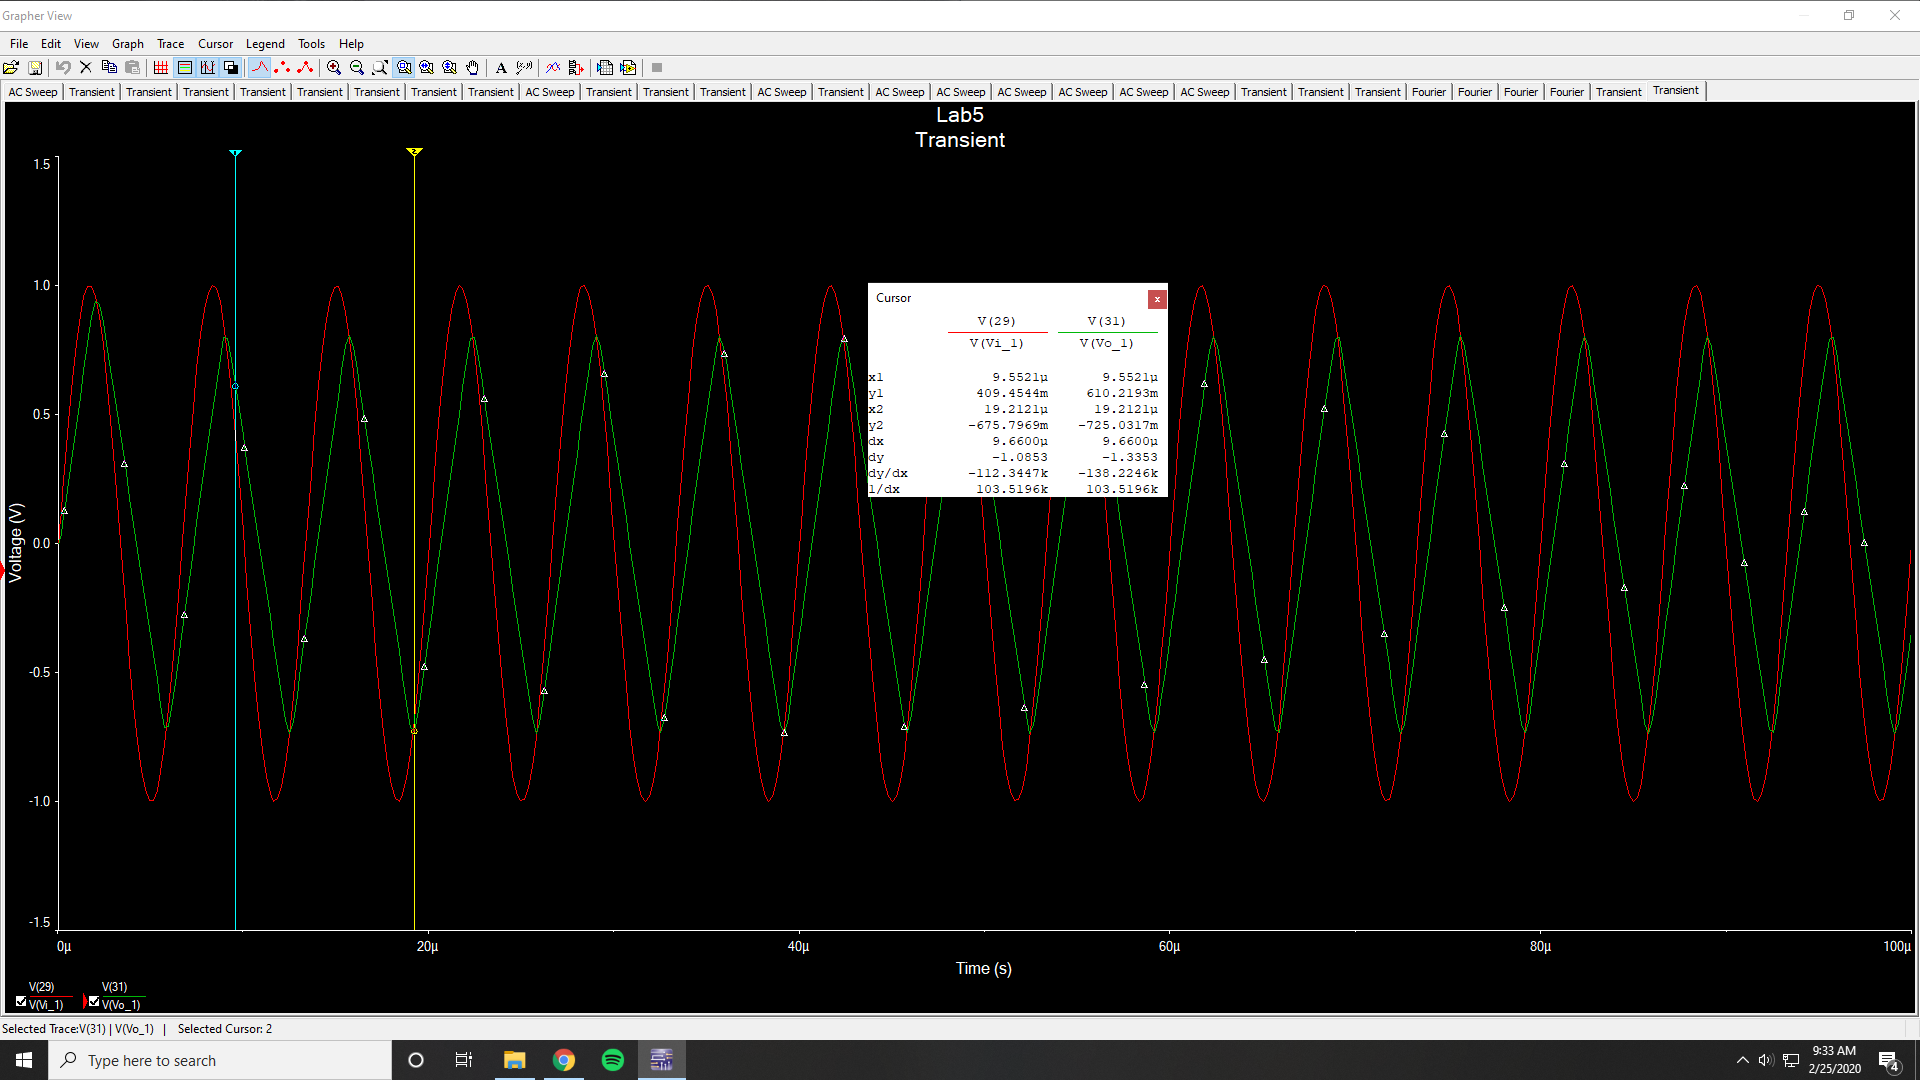 Grapher View
File Edit View Graph Trace Cursor Legend Tools Help
AC Sweep Transient Transient Transient Transient Transient Transient Transient Transient AC Sweep Transient Transient Transient AC Sweep Transient AC Sweep AC Sweep AC Sweep AC Sweep AC Sweep AC Sweep Transient Transient Transient Fourier Fourier Fourier Fourier Transient Transient
Lab5
Transient
1 2
1.5
1.0
0.5
0.0
-0.5
-1.0
-1.5
Voltage (V)
Cursor
V(29) V(31)
V(Vi_1) V(Vo_1)
x1 9.5521µ 9.5521µ
y1 409.4544m 610.2193m
x2 19.2121µ 19.2121µ
y2 -675.7969m -725.0317m
dx 9.6600µ 9.6600µ
dy -1.0853 -1.3353
dy/dx -112.3447k -138.2246k
1/dx 103.5196k 103.5196k
0µ 20µ 40µ 60µ 80µ 100µ
Time (s)
V(29) V(31)
V(Vi_1) V(Vo_1)
Selected Trace:V(31) | V(Vo_1) | Selected Cursor: 2
Type here to search
9:33 AM
2/25/2020
4